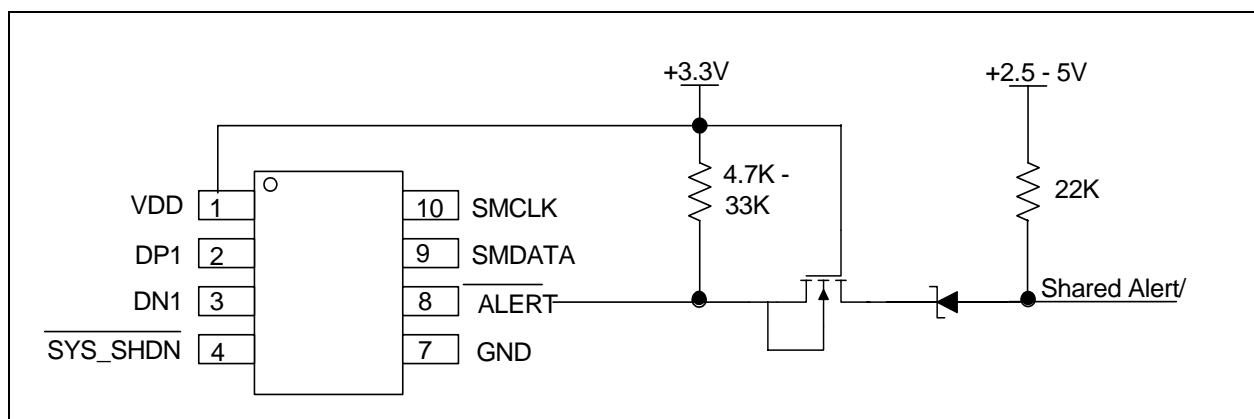 +3.3V
+2.5 - 5V
4.7K -
33K
22K
VDD 1
10 SMCLK
DP1 2
9 SMDATA
DN1 3
8 ALERT
SYS_SHDN 4
7 GND
Shared Alert/